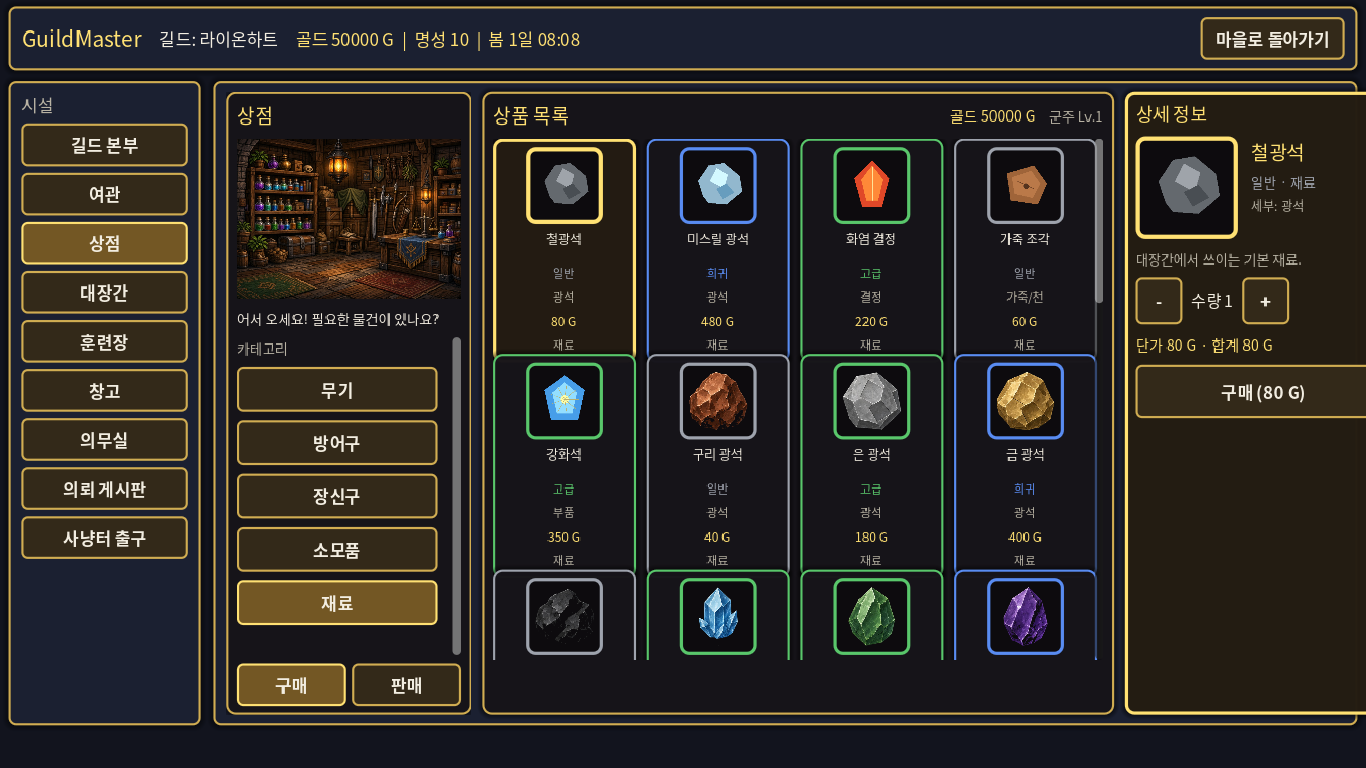 GuildMaster 길드: 라이온하트 골드 50000 G | 명성 10 | 봄 1일 08:08 마을로 돌아가기
시설
길드 본부
여관
상점
대장간
훈련장
창고
의무실
의뢰 게시판
사냥터 출구
상점
어서 오세요! 필요한 물건이 있나요?
카테고리
무기
방어구
장신구
소모품
재료
구매 판매
상품 목록 골드 50000 G 군주 Lv.1
철광석 미스릴 광석 화염 결정 가죽 조각
일반 희귀 고급 일반
광석 광석 결정 가죽/천
80 G 480 G 220 G 60 G
재료 재료 재료 재료
강화석 구리 광석 은 광석 금 광석
고급 일반 고급 희귀
부품 광석 광석 광석
350 G 40 G 180 G 400 G
재료 재료 재료 재료
상세 정보
철광석
일반 · 재료
세부: 광석
대장간에서 쓰이는 기본 재료.
- 수량 1 +
단가 80 G · 합계 80 G
구매 (80 G)